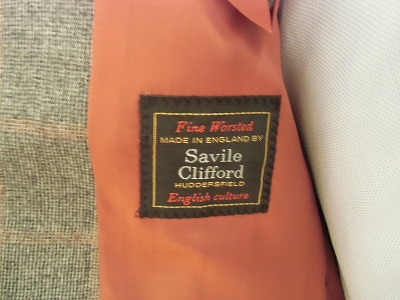 Fine Worsted
MADE IN ENGLAND BY
Savile
Clifford
HUDDERSFIELD
English culture